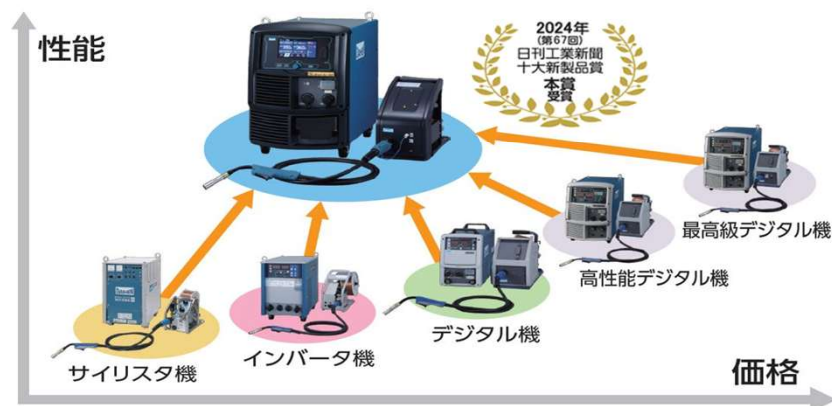 性能
2024年
(第67回)
日刊工業新聞
十大新製品賞
本賞
受賞
最高級デジタル機
高性能デジタル機
デジタル機
インバータ機
サイリスタ機
価格